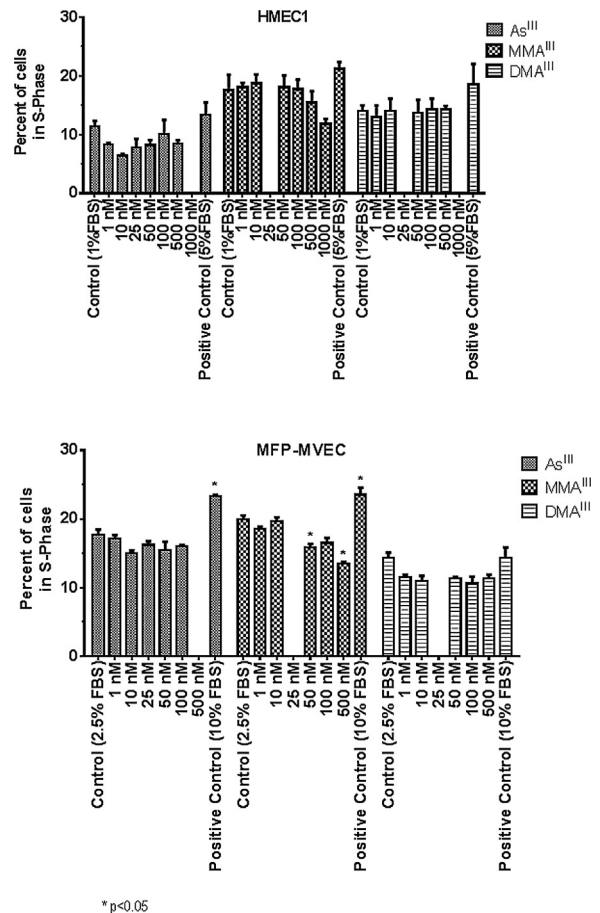 HMEC1
As^III
MMA^III
DMA^III
Percent of cells
in S-Phase
30
20
10
0
Control (1%FBS)
1 nM
10 nM
25 nM
50 nM
100 nM
500 nM
1000 nM
Positive Control (5%FBS)
Control (1%FBS)
1 nM
10 nM
25 nM
50 nM
100 nM
500 nM
1000 nM
Positive Control (5%FBS)
Control (1%FBS)
1 nM
10 nM
25 nM
50 nM
100 nM
500 nM
1000 nM
Positive Control (5%FBS)
MFP-MVEC
As^III
MMA^III
DMA^III
Percent of cells
in S-Phase
30
20
10
0
*
*
*
*
Control (2.5% FBS)
1 nM
10 nM
25 nM
50 nM
100 nM
500 nM
Positive Control (10% FBS)
Control (2.5% FBS)
1 nM
10 nM
25 nM
50 nM
100 nM
500 nM
Positive Control (10% FBS)
Control (2.5% FBS)
1 nM
10 nM
25 nM
50 nM
100 nM
500 nM
Positive Control (10% FBS)
* p<0.05